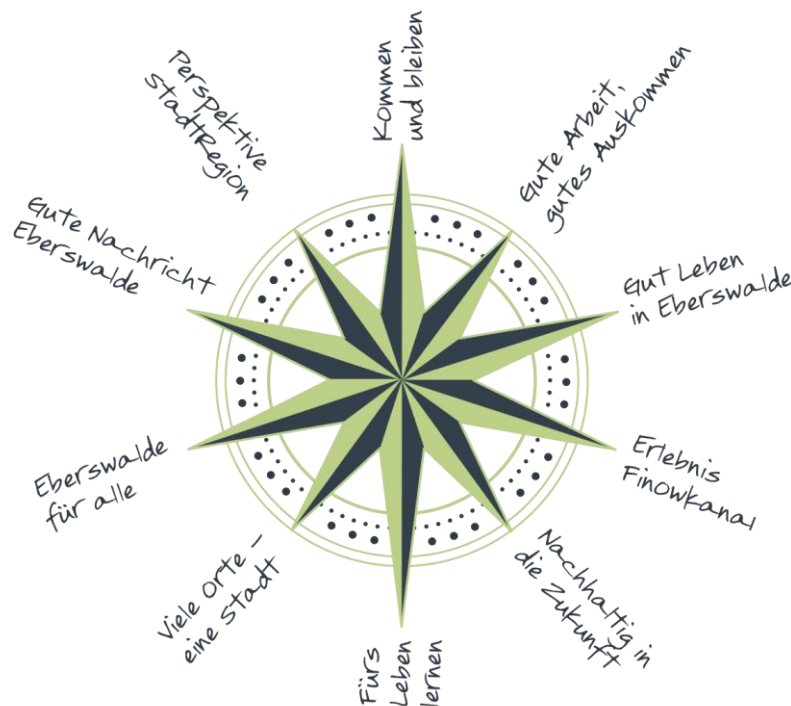 Kommen
und bleiben
Gute Arbeit,
gutes Auskommen
Gut Leben
in Eberswalde
Erlebnis
Finowkanal
Nachhaltig in
die Zukunft
Fürs
Leben
lernen
Viele Orte –
eine Stadt
Eberswalde
für alle
Gute Nachricht
Eberswalde
Perspektive
StadtRegion